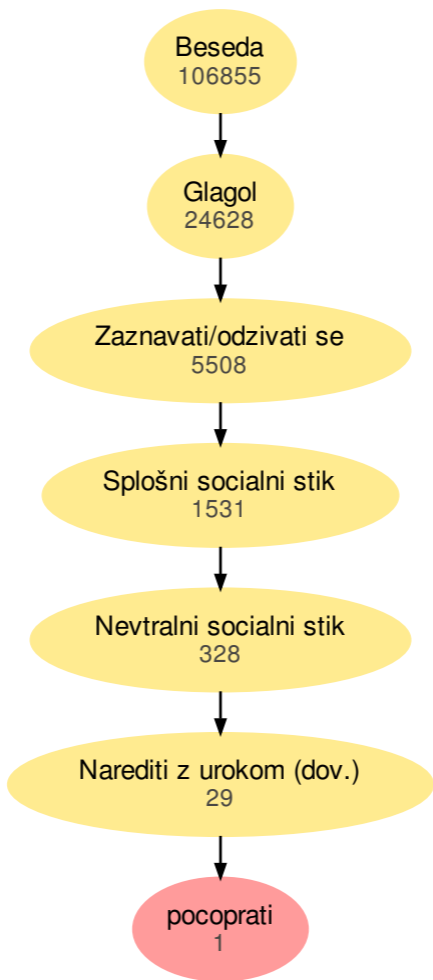 Beseda
106855
Glagol
24628
Zaznavati/odzivati se
5508
Splošni socialni stik
1531
Nevtralni socialni stik
328
Narediti z urokom (dov.)
29
pocoprati
1